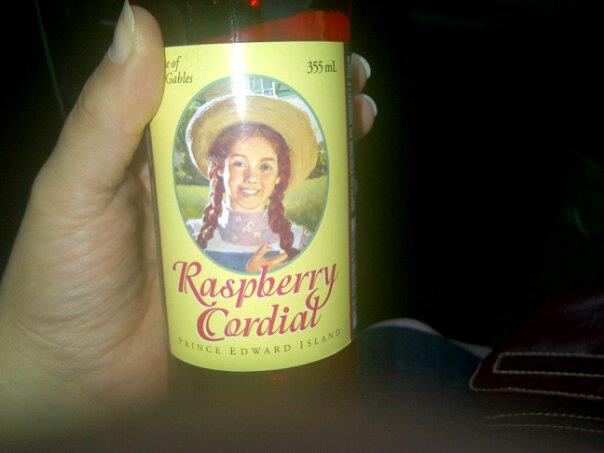 e of
Gables
355 mL
Raspberry
Cordial
PRINCE EDWARD ISLAND